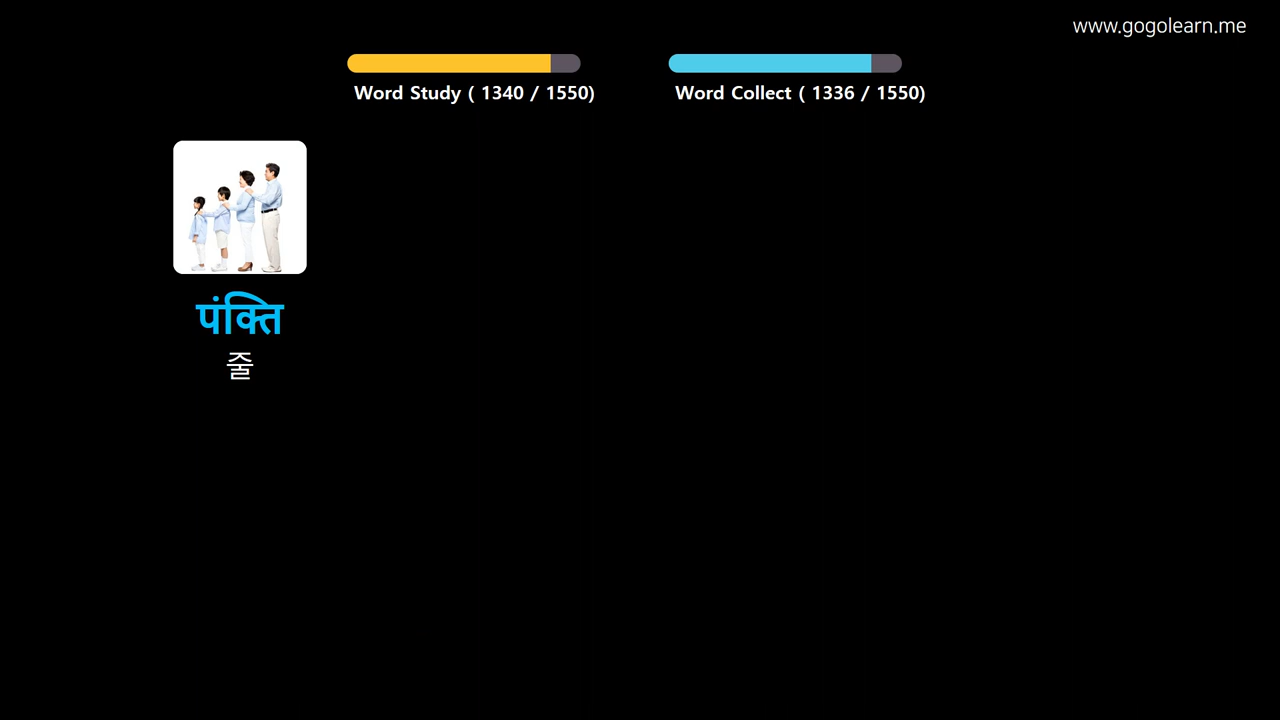 www.gogolearn.me
Word Study ( 1340 / 1550)
Word Collect ( 1336 / 1550)
पंक्ति
줄